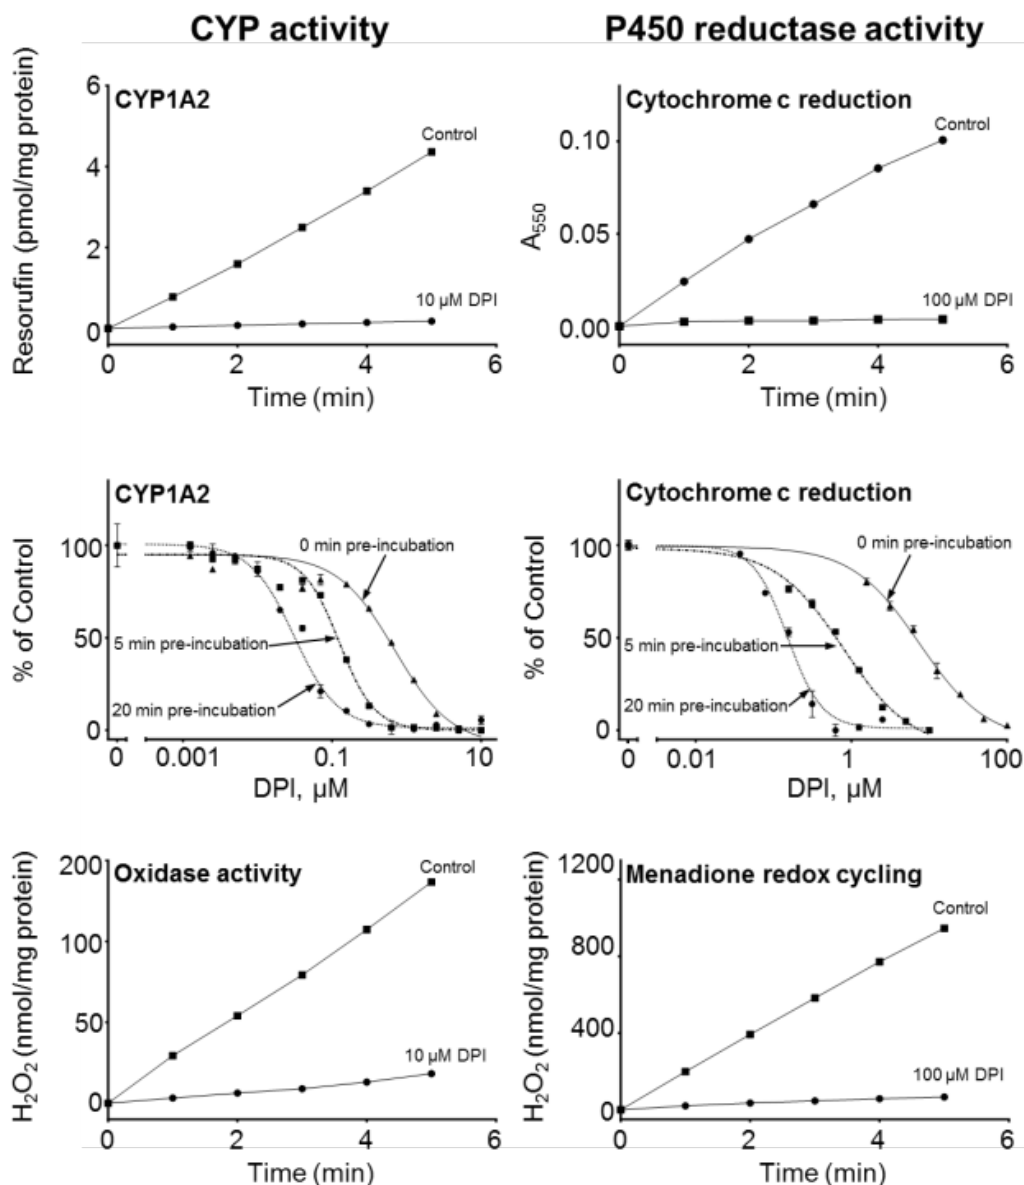 CYP activity
P450 reductase activity
CYP1A2
Resorufin (pmol/mg protein)
6
4
2
0
Control
10 µM DPI
0 2 4 6
Time (min)
Cytochrome c reduction
A550
0.10
0.05
0.00
Control
100 µM DPI
0 2 4 6
Time (min)
CYP1A2
% of Control
100
50
0
0 min pre-incubation
5 min pre-incubation
20 min pre-incubation
0 0.001 0.1 10
DPI, µM
Cytochrome c reduction
% of Control
100
50
0
0 min pre-incubation
5 min pre-incubation
20 min pre-incubation
0 0.01 1 100
DPI, µM
Oxidase activity
H2O2 (nmol/mg protein)
200
100
50
0
Control
10 µM DPI
0 2 4 6
Time (min)
Menadione redox cycling
H2O2 (nmol/mg protein)
1200
800
400
0
Control
100 µM DPI
0 2 4 6
Time (min)